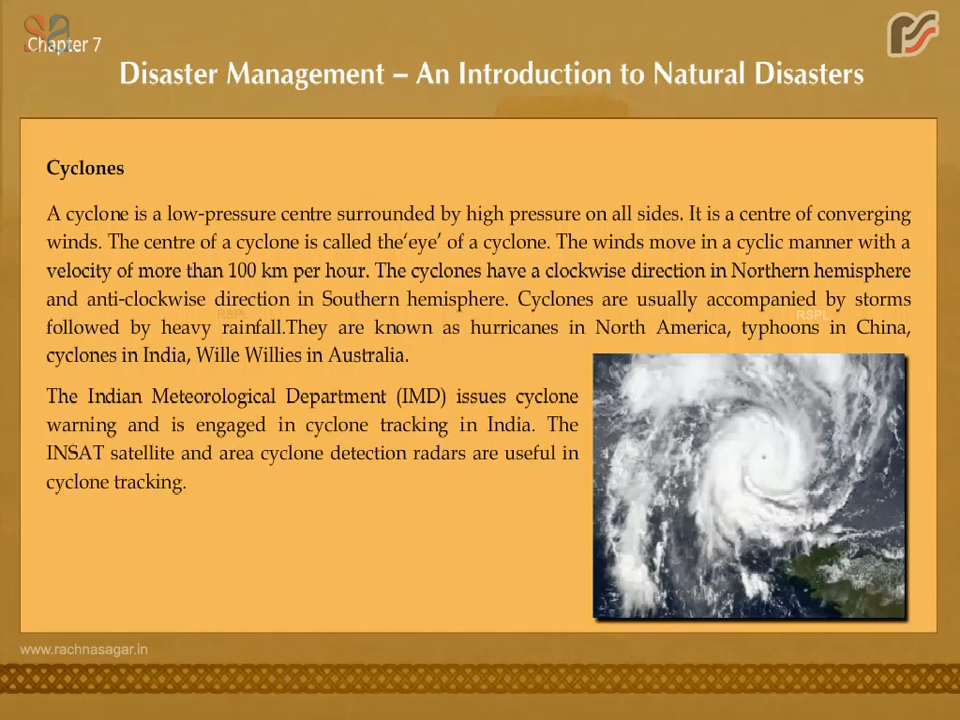 Chapter 7
Disaster Management – An Introduction to Natural Disasters
Cyclones
A cyclone is a low-pressure centre surrounded by high pressure on all sides. It is a centre of converging
winds. The centre of a cyclone is called the‘eye’ of a cyclone. The winds move in a cyclic manner with a
velocity of more than 100 km per hour. The cyclones have a clockwise direction in Northern hemisphere
and anti-clockwise direction in Southern hemisphere. Cyclones are usually accompanied by storms
followed by heavy rainfall.They are known as hurricanes in North America, typhoons in China,
cyclones in India, Wille Willies in Australia.
The Indian Meteorological Department (IMD) issues cyclone
warning and is engaged in cyclone tracking in India. The
INSAT satellite and area cyclone detection radars are useful in
cyclone tracking.
RSPL
RSPL
www.rachnasagar.in